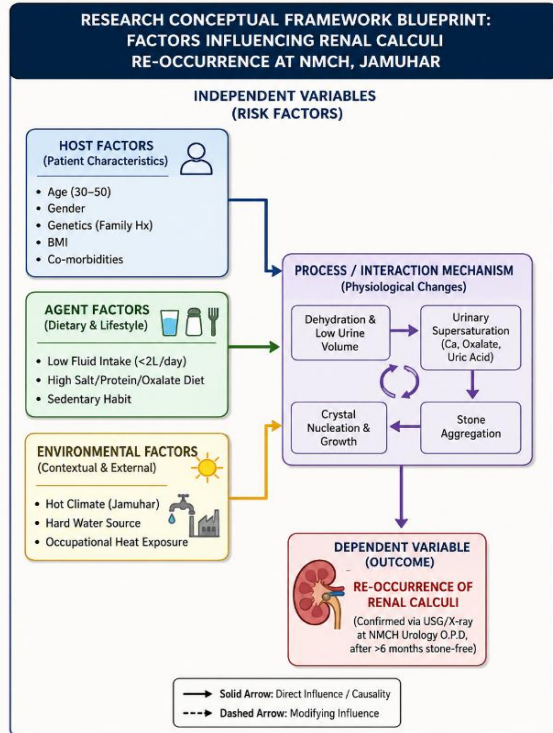 RESEARCH CONCEPTUAL FRAMEWORK BLUEPRINT:
FACTORS INFLUENCING RENAL CALCULI
RE-OCCURRENCE AT NMCH, JAMUHAR
INDEPENDENT VARIABLES
(RISK FACTORS)
HOST FACTORS
(Patient Characteristics)
• Age (30–50)
• Gender
• Genetics (Family Hx)
• BMI
• Co-morbidities
AGENT FACTORS
(Dietary & Lifestyle)
• Low Fluid Intake (<2L/day)
• High Salt/Protein/Oxalate Diet
• Sedentary Habit
ENVIRONMENTAL FACTORS
(Contextual & External)
• Hot Climate (Jamuhar)
• Hard Water Source
• Occupational Heat Exposure
PROCESS / INTERACTION MECHANISM
(Physiological Changes)
Dehydration &
Low Urine
Volume
Urinary
Supersaturation
(Ca, Oxalate,
Uric Acid)
Stone
Aggregation
Crystal
Nucleation &
Growth
DEPENDENT VARIABLE
(OUTCOME)
RE-OCCURRENCE OF
RENAL CALCULI
(Confirmed via USG/X-ray
at NMCH Urology O.P.D,
after >6 months stone-free)
Solid Arrow: Direct Influence / Causality
Dashed Arrow: Modifying Influence